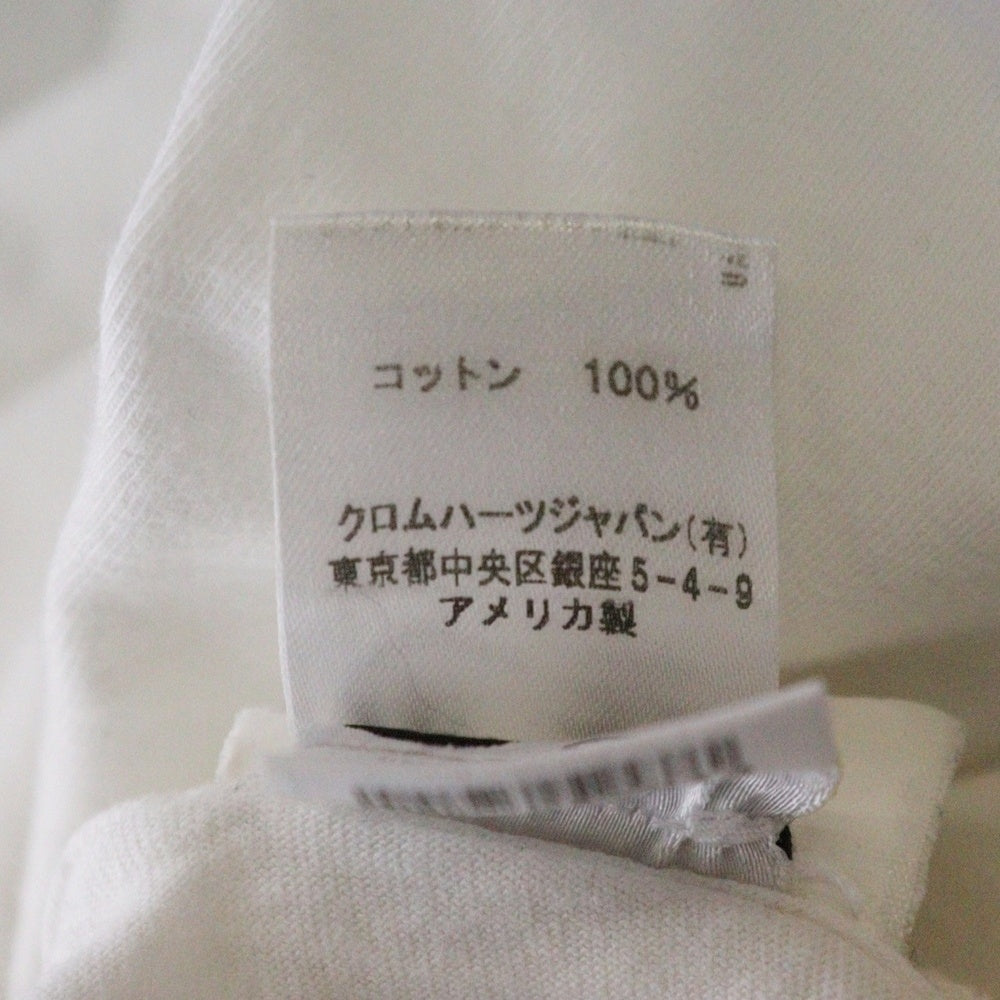 コットン 100%
クロムハーツジャパン(有)
東京都中央区銀座5-4-9
アメリカ製